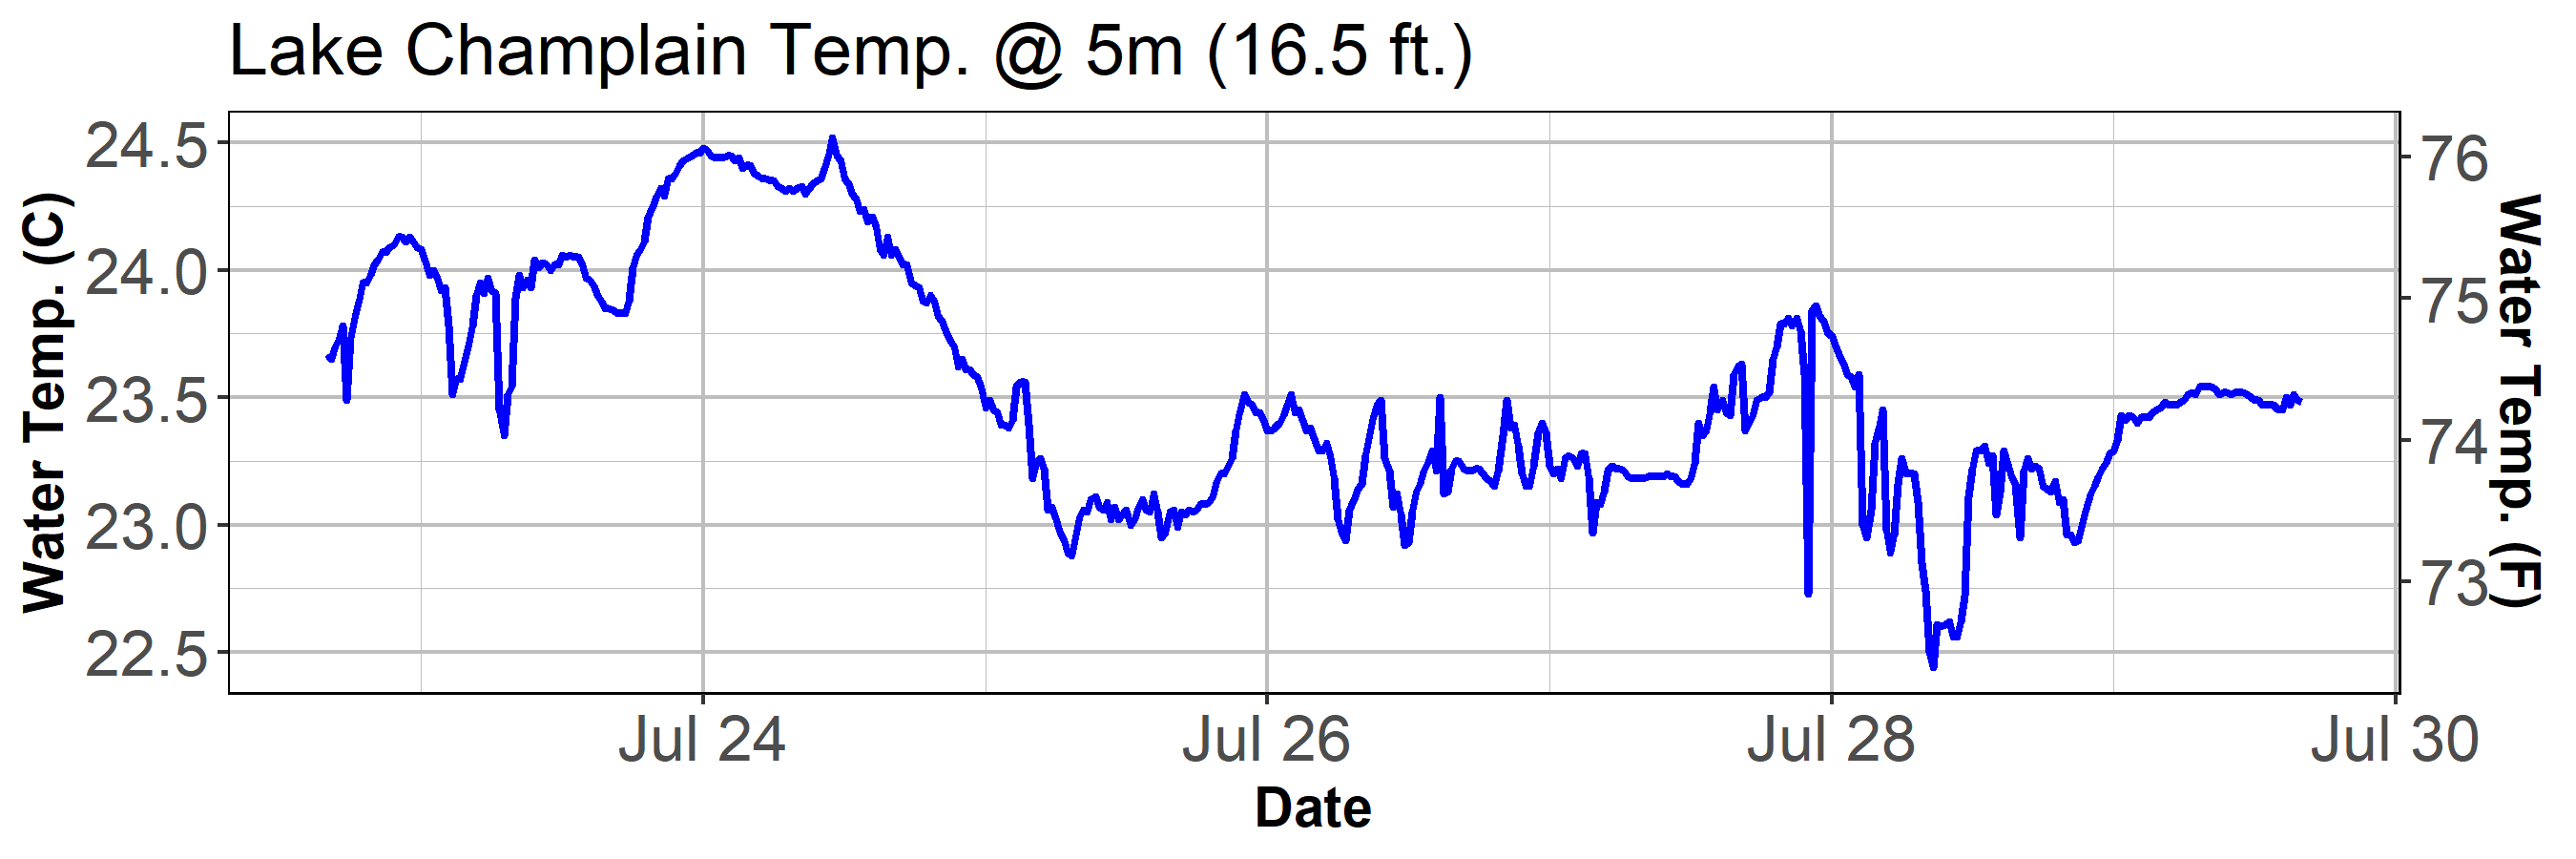 Lake Champlain Temp. @ 5m (16.5 ft.)
Water Temp. (C)
24.5
24.0
23.5
23.0
22.5
76
75
74
73
Water Temp. (F)
Jul 24
Jul 26
Jul 28
Jul 30
Date